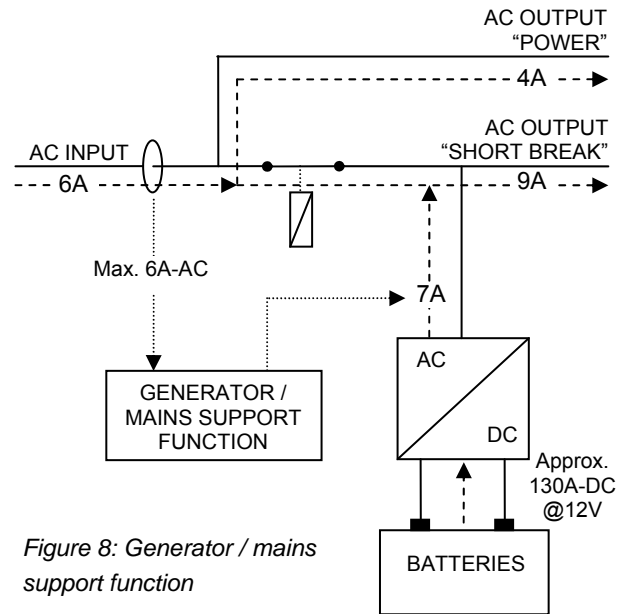 AC OUTPUT
“POWER”
4A
AC OUTPUT
“SHORT BREAK”
AC INPUT
6A
9A
Max. 6A-AC
7A
GENERATOR /
MAINS SUPPORT
FUNCTION
AC
DC
Approx.
130A-DC
@12V
BATTERIES
Figure 8: Generator / mains
support function